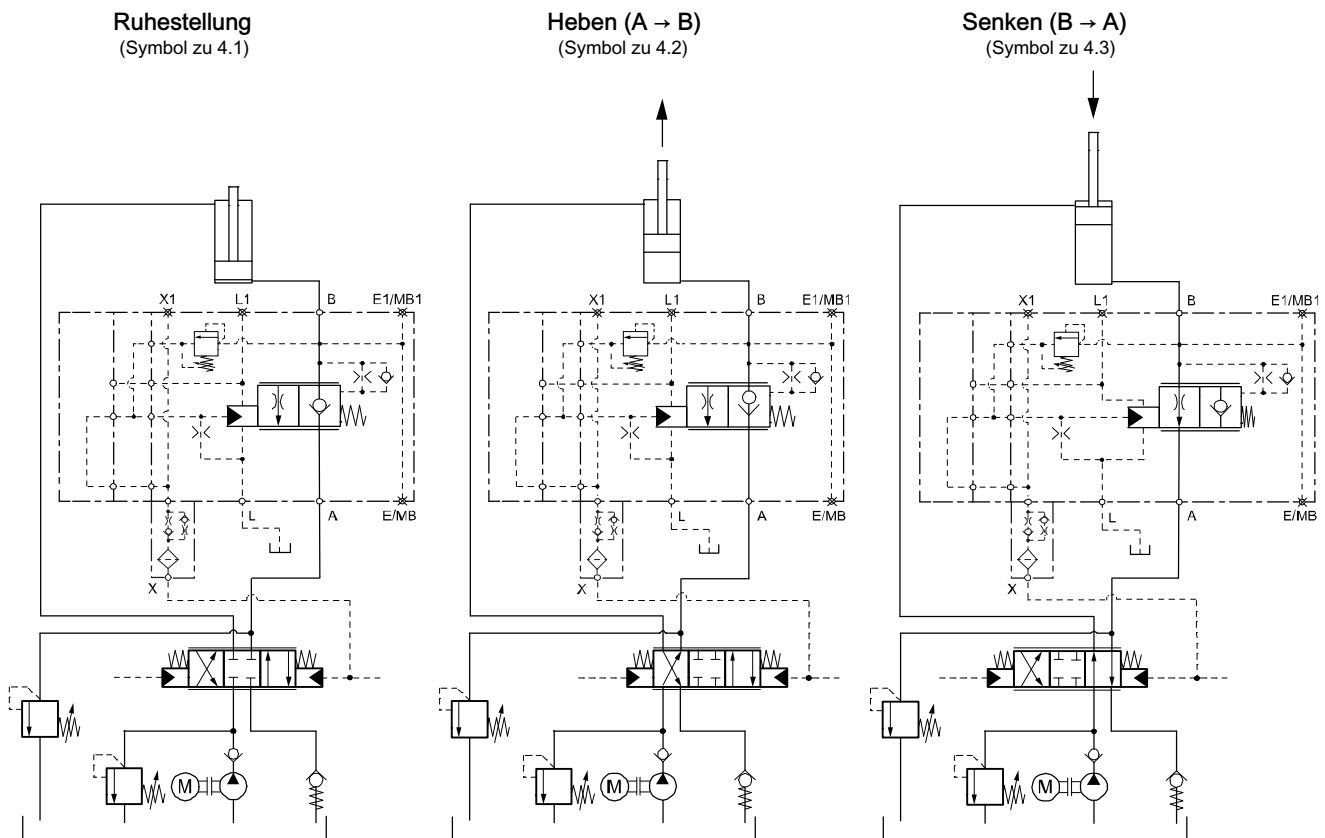 Ruhestellung
(Symbol zu 4.1)
X1 L1 B E1/MB1
L A E/MB
X
M
Heben (A → B)
(Symbol zu 4.2)
X1 L1 B E1/MB1
L A E/MB
X
M
Senken (B → A)
(Symbol zu 4.3)
X1 L1 B E1/MB1
L A E/MB
X
M